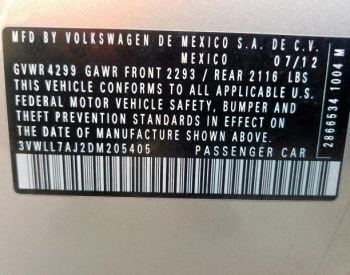 MFD BY VOLKSWAGEN DE MEXICO S.A. DE C.V.
MEXICO 07/12
GVWR 4299 GAWR FRONT 2293 / REAR 2116 LBS
THIS VEHICLE CONFORMS TO ALL APPLICABLE
FEDERAL MOTOR VEHICLE SAFETY, BUMPER AND
THEFT PREVENTION STANDARDS IN EFFECT ON
THE DATE OF MANUFACTURE SHOWN ABOVE.
3VWLL7AJ2DM205405 PASSENGER CAR
2866534 1004 M